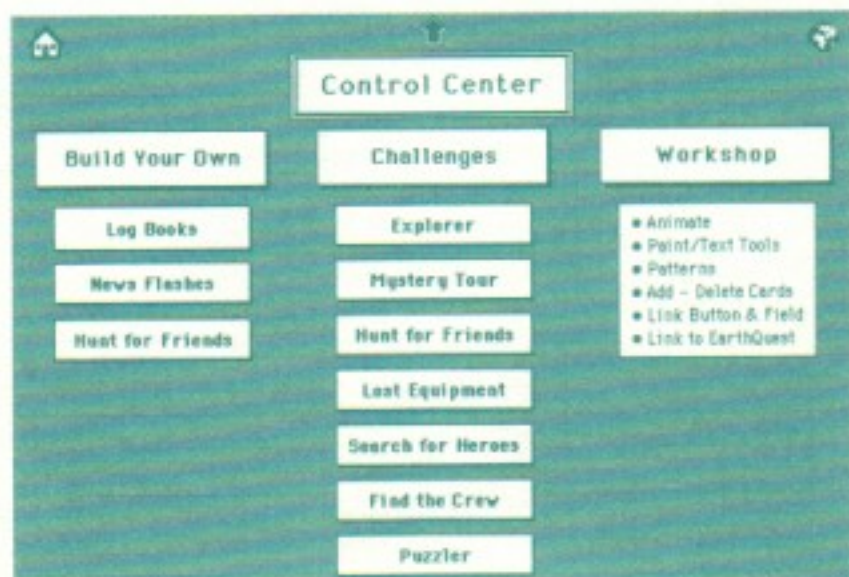 Control Center
Build Your Own
Log Books
News Flashes
Hunt for Friends
Challenges
Explorer
Mystery Tour
Hunt for Friends
Lost Equipment
Search for Heroes
Find the Crew
Puzzler
Workshop
• Animate
• Paint/Text Tools
• Patterns
• Add - Delete Cards
• Link Button & Field
• Link to EarthQuest